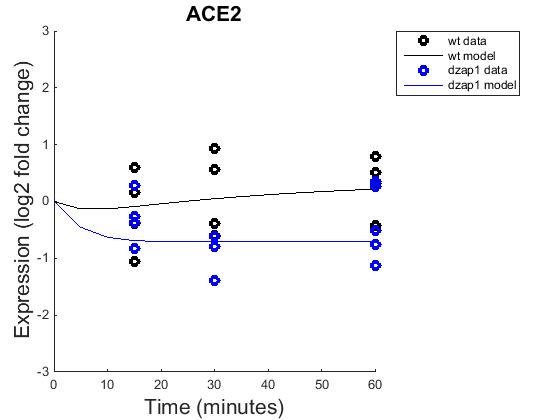 ACE2
wt data
wt model
dzap1 data
dzap1 model
Expression (log2 fold change)
3
2
1
0
-1
-2
-3
0 10 20 30 40 50 60
Time (minutes)